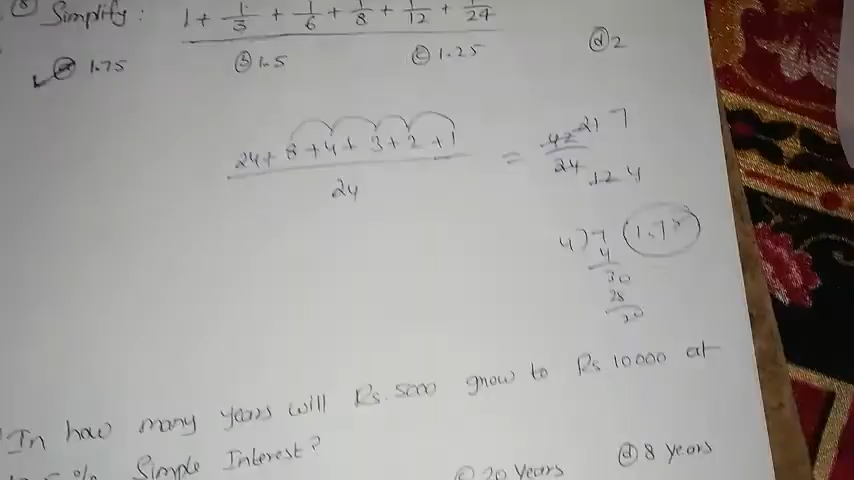 8 Simplify: 1 + 1/3 + 1/6 + 1/8 + 1/12 + 1/24
a 1.75 b 1.5 c 1.25 d 2
24+ 8 +4+ 3+2+1 / 24 = 42/24 21/12 7/4
4)7(1.75
4
30
28
20
In how many years will Rs. 5000 grow to Rs 10000 at
5% Simple Interest?
c 20 years d 8 years